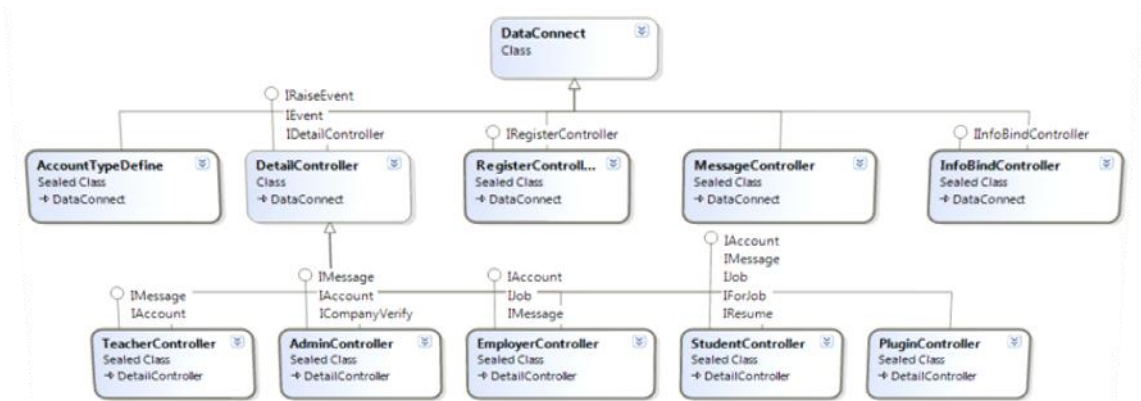 DataConnect
Class
IRaiseEvent
IEvent
IDetailController
IRegisterController
IInfoBindController
AccountTypeDefine
Sealed Class
DataConnect
DetailController
Class
DataConnect
RegisterControll...
Sealed Class
DataConnect
MessageController
Sealed Class
DataConnect
InfoBindController
Sealed Class
DataConnect
IMessage
IAccount
IMessage
IAccount
ICompanyVerify
IAccount
IJob
IMessage
IAccount
IMessage
IJob
IForJob
IResume
TeacherController
Sealed Class
DetailController
AdminController
Sealed Class
DetailController
EmployerController
Sealed Class
DetailController
StudentController
Sealed Class
DetailController
PluginController
Sealed Class
DetailController